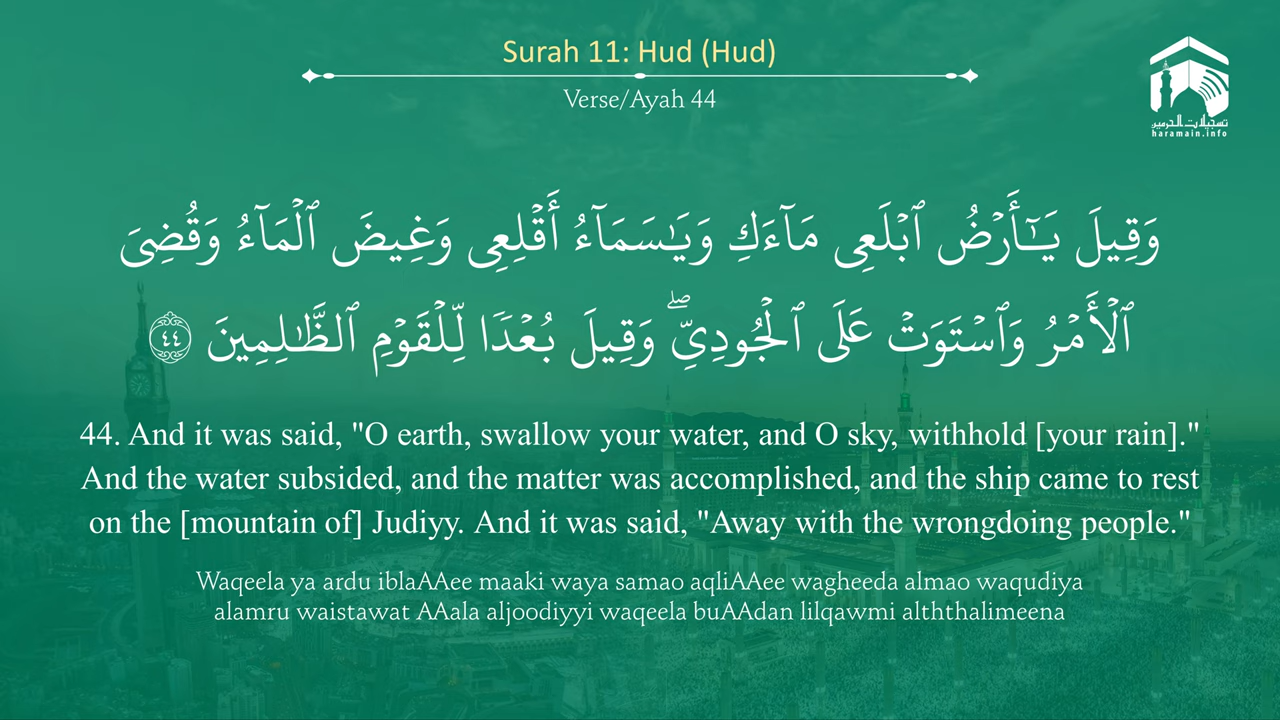 Surah 11: Hud (Hud)
Verse/Ayah 44
تسجيلات الحرمين
haramain.info
وَقِيلَ يَـٰٓأَرْضُ ٱبْلَعِى مَآءَكِ وَيَـٰسَمَآءُ أَقْلِعِى وَغِيضَ ٱلْمَآءُ وَقُضِىَ
ٱلْأَمْرُ وَٱسْتَوَتْ عَلَى ٱلْجُودِىِّ ۖ وَقِيلَ بُعْدًا لِّلْقَوْمِ ٱلظَّـٰلِمِينَ ٤٤
44. And it was said, "O earth, swallow your water, and O sky, withhold [your rain]."
And the water subsided, and the matter was accomplished, and the ship came to rest
on the [mountain of] Judiyy. And it was said, "Away with the wrongdoing people."
Waqeela ya ardu iblaAAee maaki waya samao aqliAAee wagheeda almao waqudiya
alamru waistawat AAala aljoodiyyi waqeela buAAdan lilqawmi alththalimeena